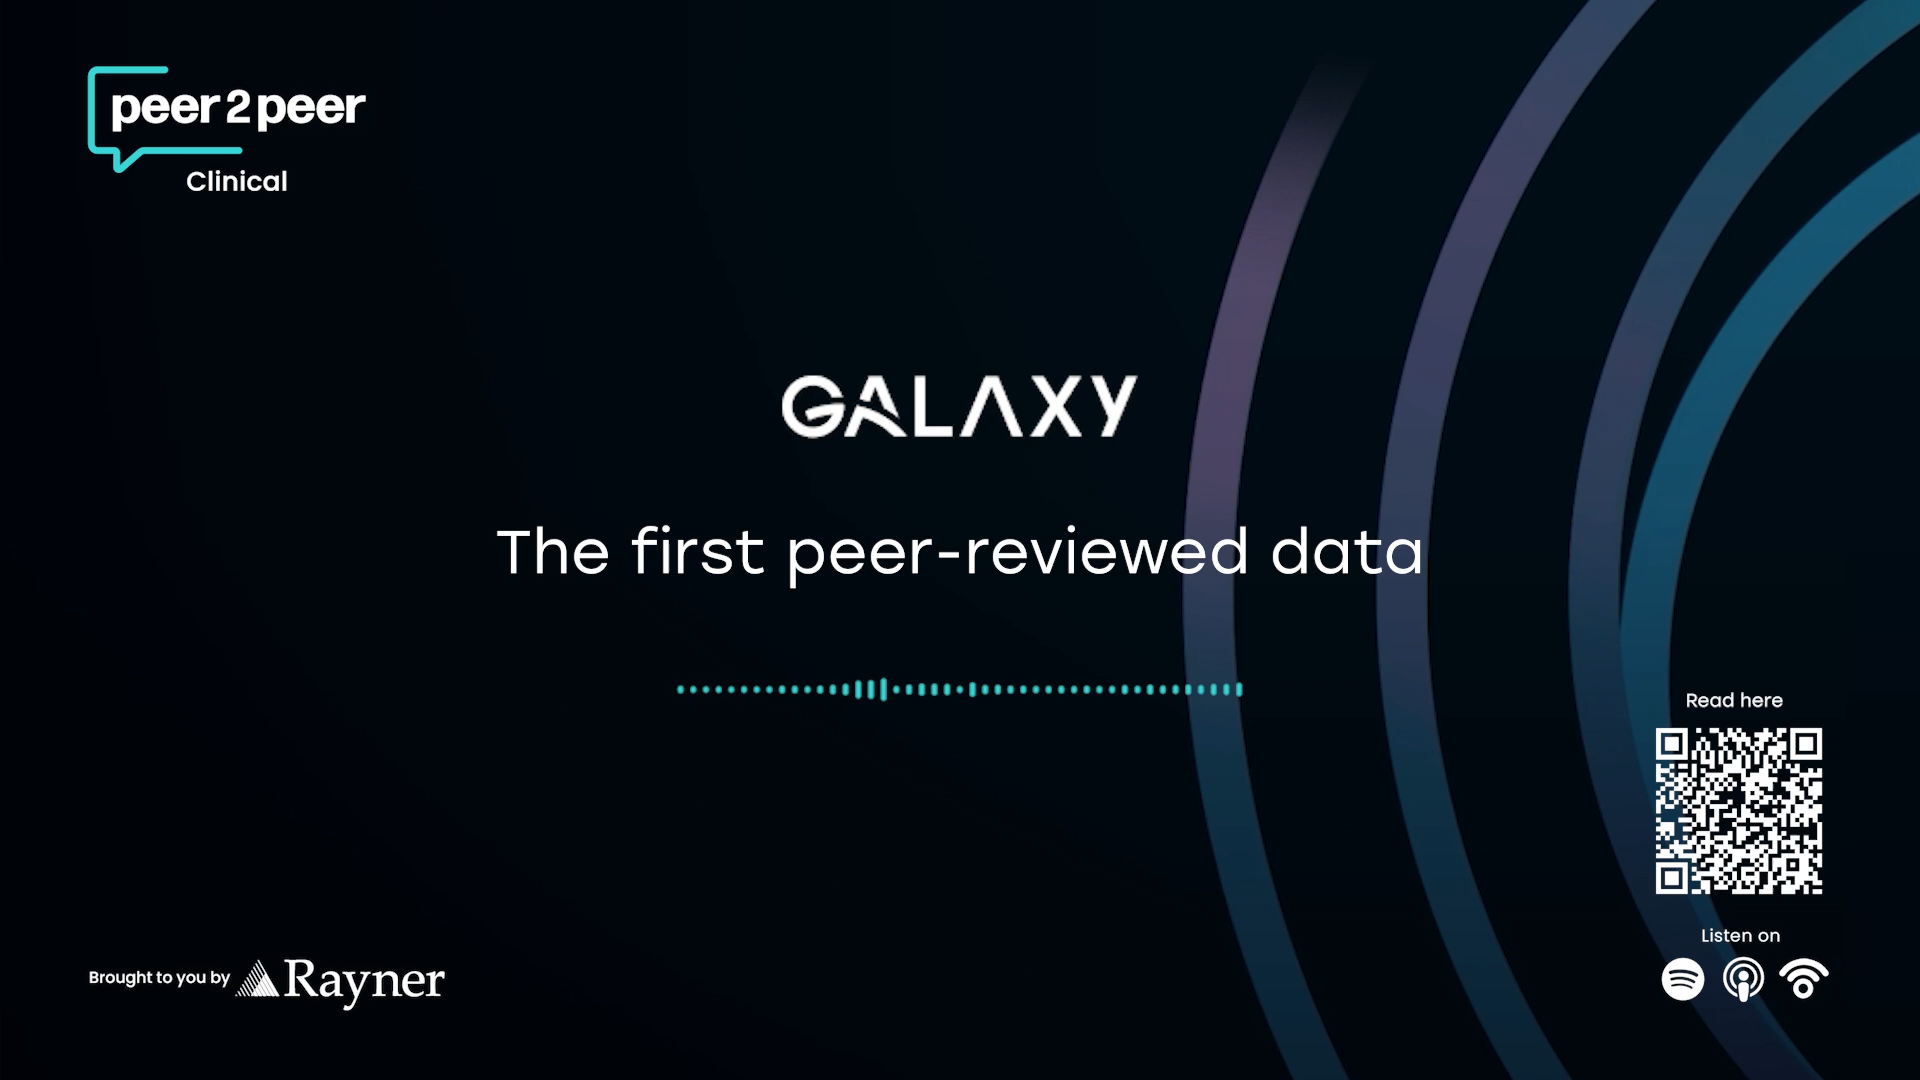 peer2peer
Clinical
GALAXY
The first peer-reviewed data
Read here
Listen on
Brought to you by Rayner